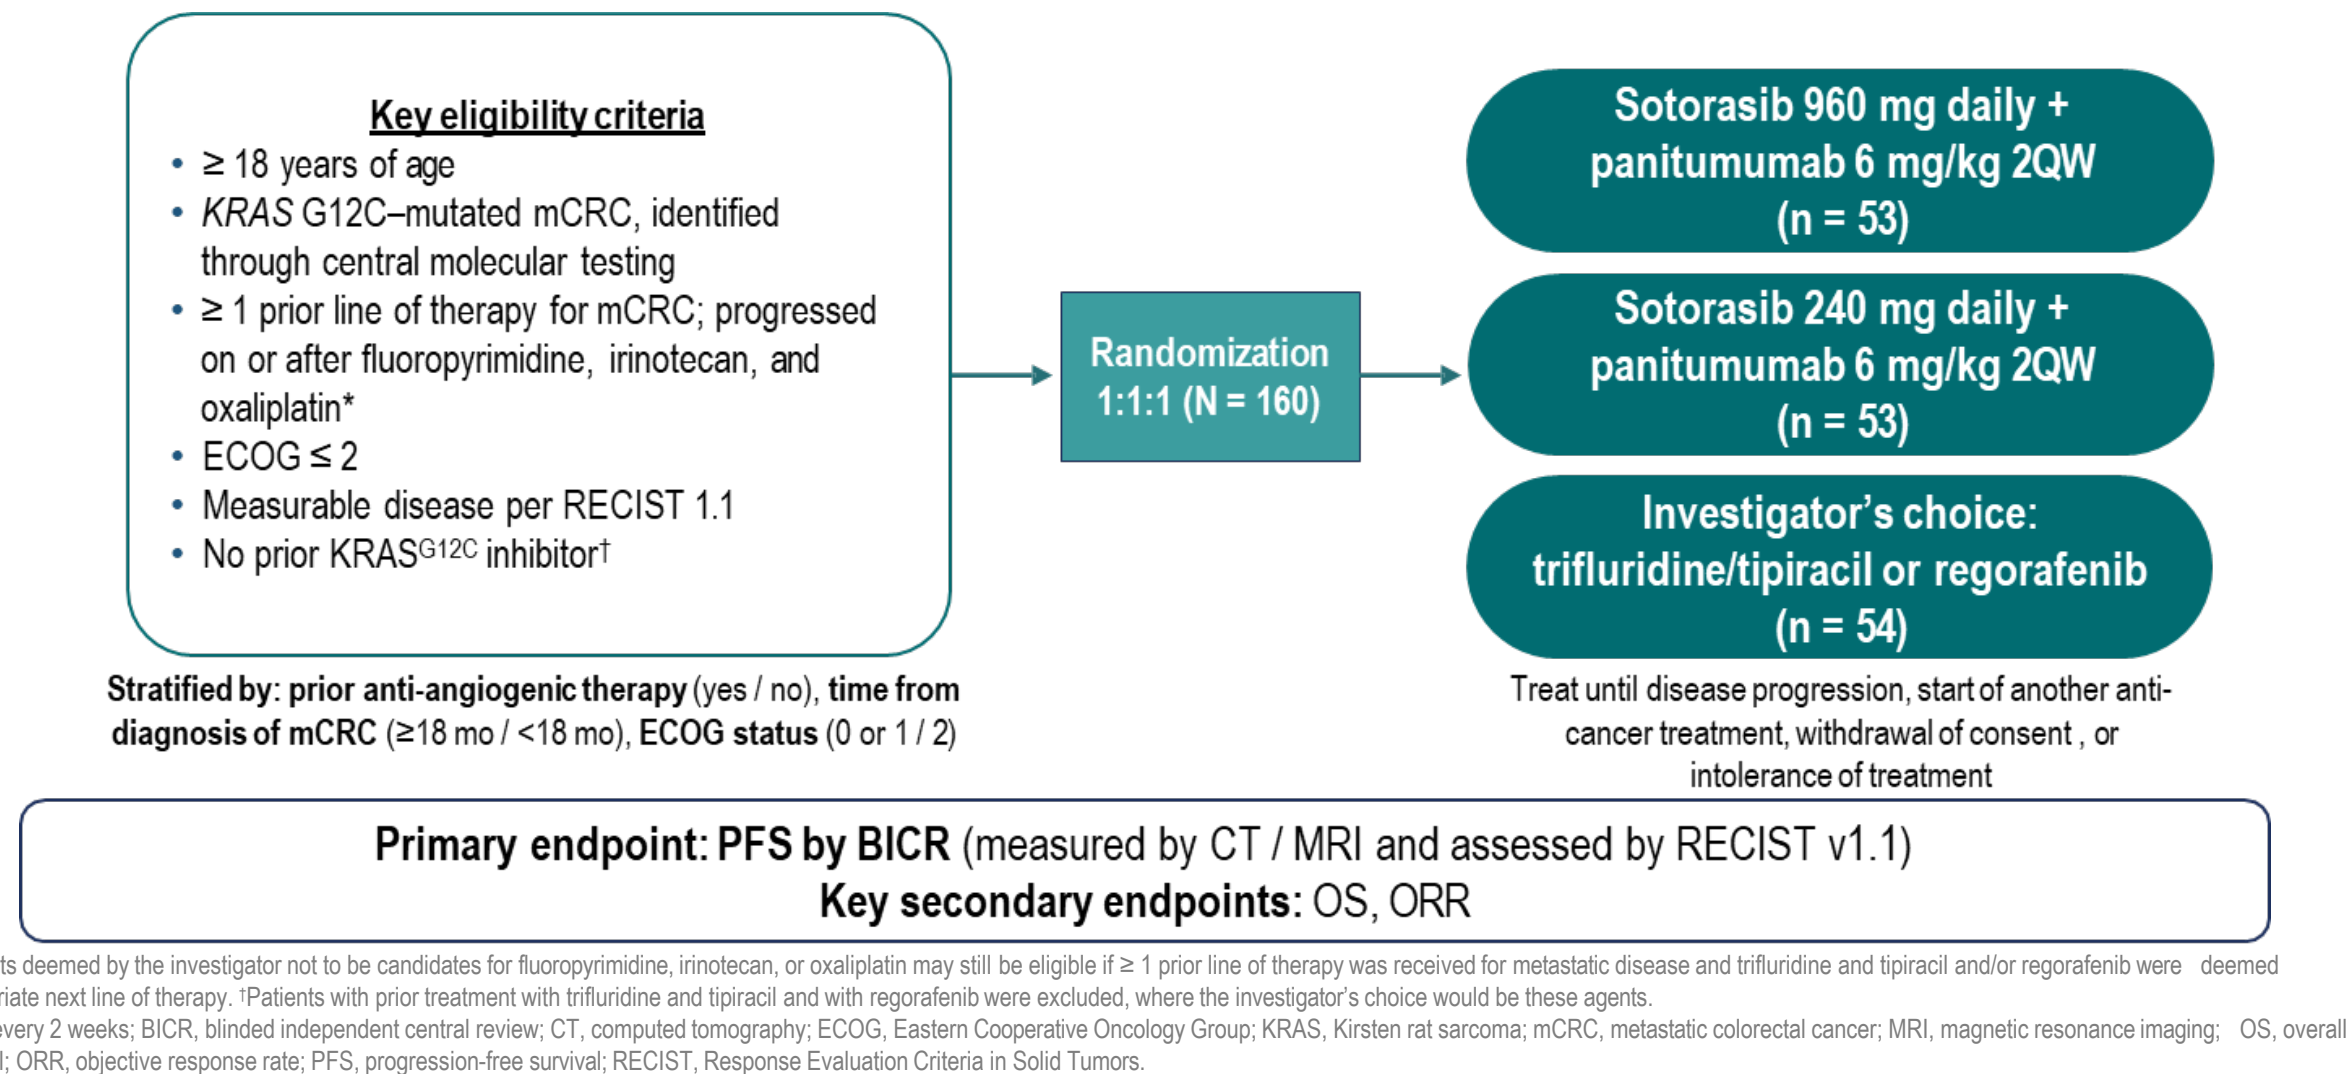 Key eligibility criteria
• ≥ 18 years of age
• KRAS G12C–mutated mCRC, identified
through central molecular testing
• ≥ 1 prior line of therapy for mCRC; progressed
on or after fluoropyrimidine, irinotecan, and
oxaliplatin*
• ECOG ≤ 2
• Measurable disease per RECIST 1.1
• No prior KRASG12C inhibitor†
Stratified by: prior anti-angiogenic therapy (yes / no), time from
diagnosis of mCRC (≥18 mo / <18 mo), ECOG status (0 or 1 / 2)
Randomization
1:1:1 (N = 160)
Sotorasib 960 mg daily +
panitumumab 6 mg/kg 2QW
(n = 53)
Sotorasib 240 mg daily +
panitumumab 6 mg/kg 2QW
(n = 53)
Investigator’s choice:
trifluridine/tipiracil or regorafenib
(n = 54)
Treat until disease progression, start of another anti-
cancer treatment, withdrawal of consent , or
intolerance of treatment
Primary endpoint: PFS by BICR (measured by CT / MRI and assessed by RECIST v1.1)
Key secondary endpoints: OS, ORR
ts deemed by the investigator not to be candidates for fluoropyrimidine, irinotecan, or oxaliplatin may still be eligible if ≥ 1 prior line of therapy was received for metastatic disease and trifluridine and tipiracil and/or regorafenib were deemed
riate next line of therapy. †Patients with prior treatment with trifluridine and tipiracil and with regorafenib were excluded, where the investigator’s choice would be these agents.
every 2 weeks; BICR, blinded independent central review; CT, computed tomography; ECOG, Eastern Cooperative Oncology Group; KRAS, Kirsten rat sarcoma; mCRC, metastatic colorectal cancer; MRI, magnetic resonance imaging; OS, overall
l; ORR, objective response rate; PFS, progression-free survival; RECIST, Response Evaluation Criteria in Solid Tumors.